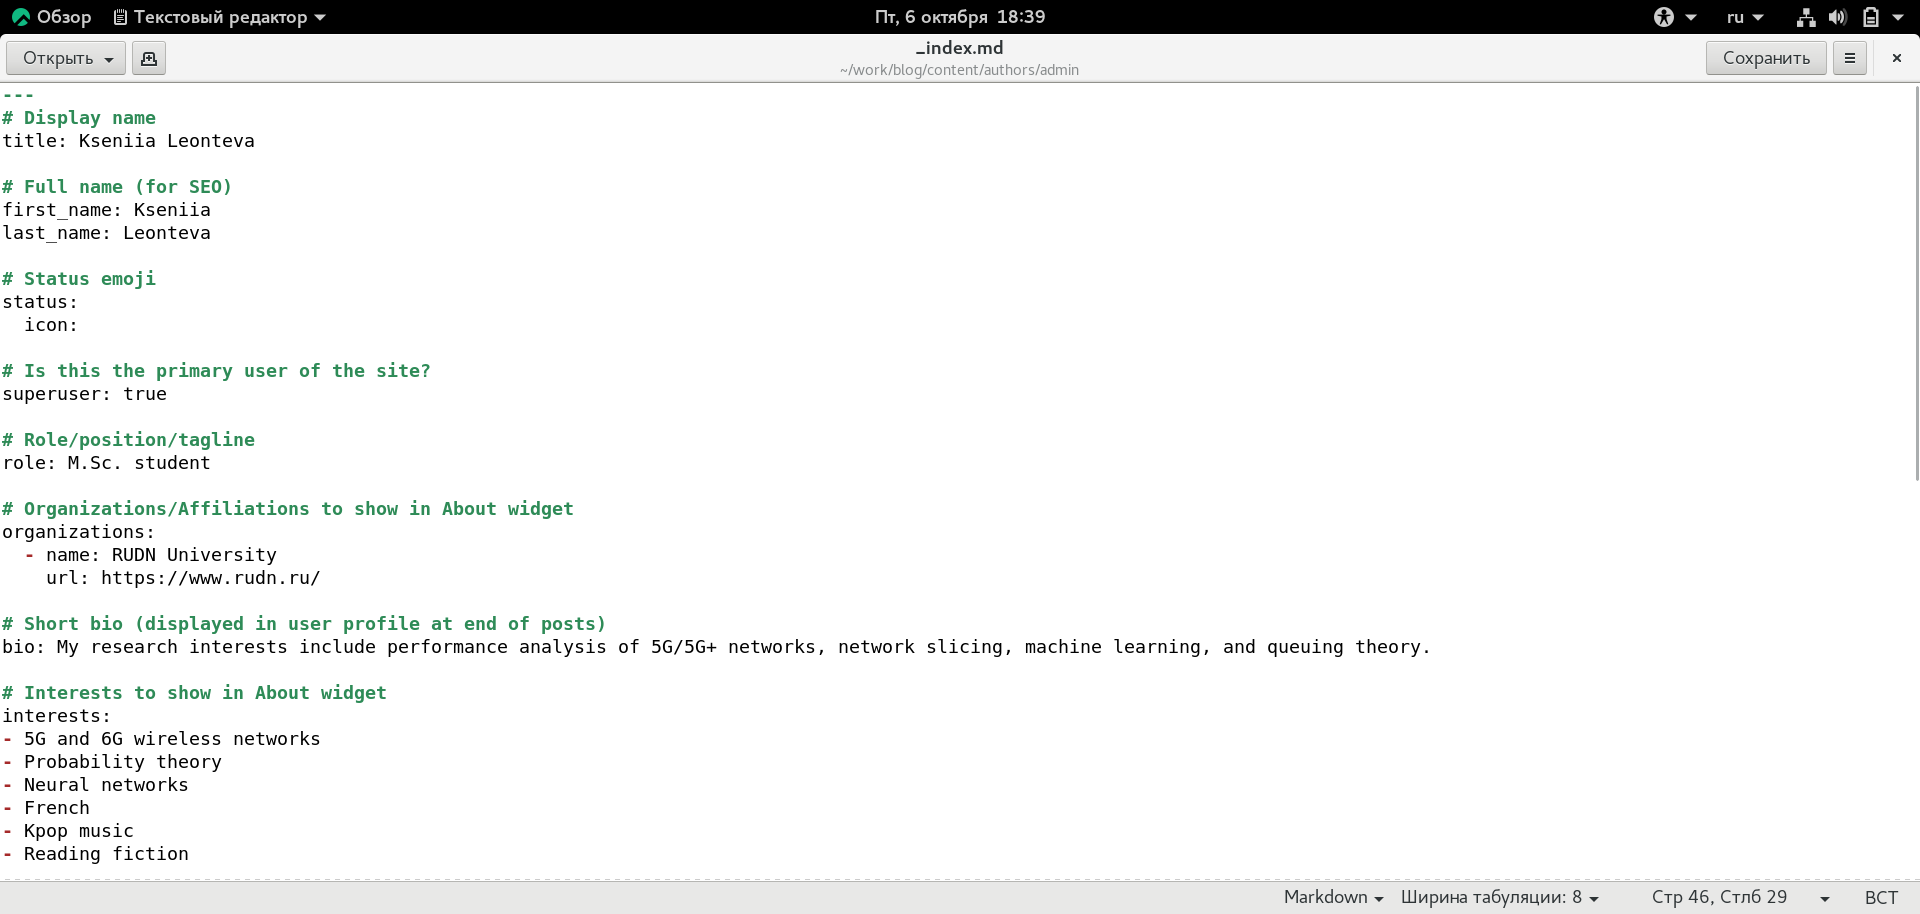 Обзор Текстовый редактор Пт, 6 октября 18:39 ru
Открыть _index.md Сохранить
~/work/blog/content/authors/admin
---
# Display name
title: Kseniia Leonteva
# Full name (for SEO)
first_name: Kseniia
last_name: Leonteva
# Status emoji
status:
  icon:
# Is this the primary user of the site?
superuser: true
# Role/position/tagline
role: M.Sc. student
# Organizations/Affiliations to show in About widget
organizations:
  - name: RUDN University
    url: https://www.rudn.ru/
# Short bio (displayed in user profile at end of posts)
bio: My research interests include performance analysis of 5G/5G+ networks, network slicing, machine learning, and queuing theory.
# Interests to show in About widget
interests:
- 5G and 6G wireless networks
- Probability theory
- Neural networks
- French
- Kpop music
- Reading fiction
Markdown Ширина табуляции: 8 Стр 46, Стлб 29 ВСТ